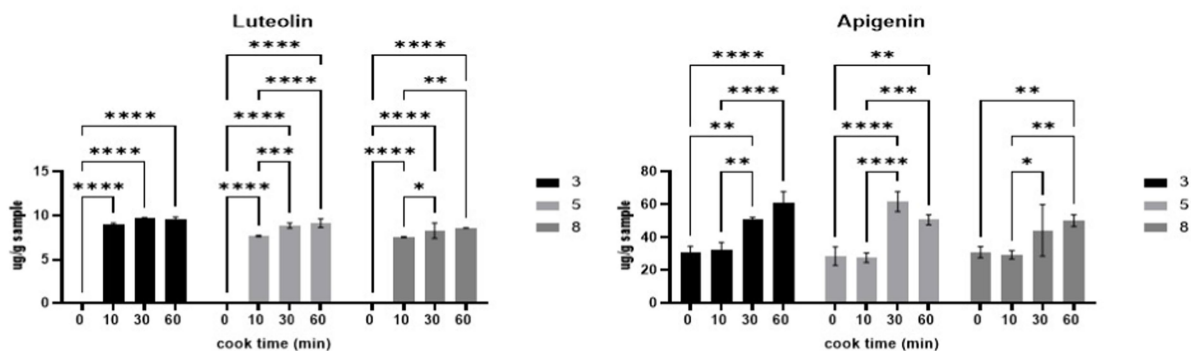 Luteolin
**** ****
**** **
**** **** ****
**** *** ****
**** **** *
15
10
5
0
ug/g sample
0 10 30 60 0 10 30 60 0 10 30 60
cook time (min)
3
5
8
Apigenin
**** **
**** *** **
** **** **
** **** *
80
60
40
20
0
ug/g sample
0 10 30 60 0 10 30 60 0 10 30 60
cook time (min)
3
5
8